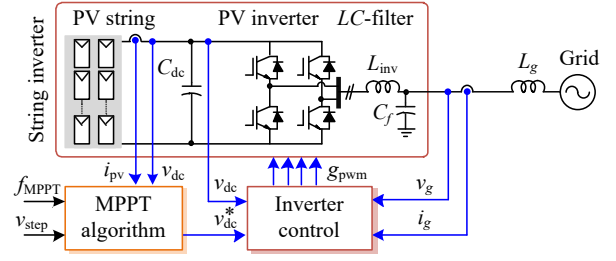 PV string
PV inverter
LC-filter
String inverter
C_dc
L_inv
C_f
L_g
Grid
i_pv
v_dc
v_dc
g_pwm
v_g
i_g
f_MPPT
v_step
MPPT
algorithm
v_dc^*
Inverter
control